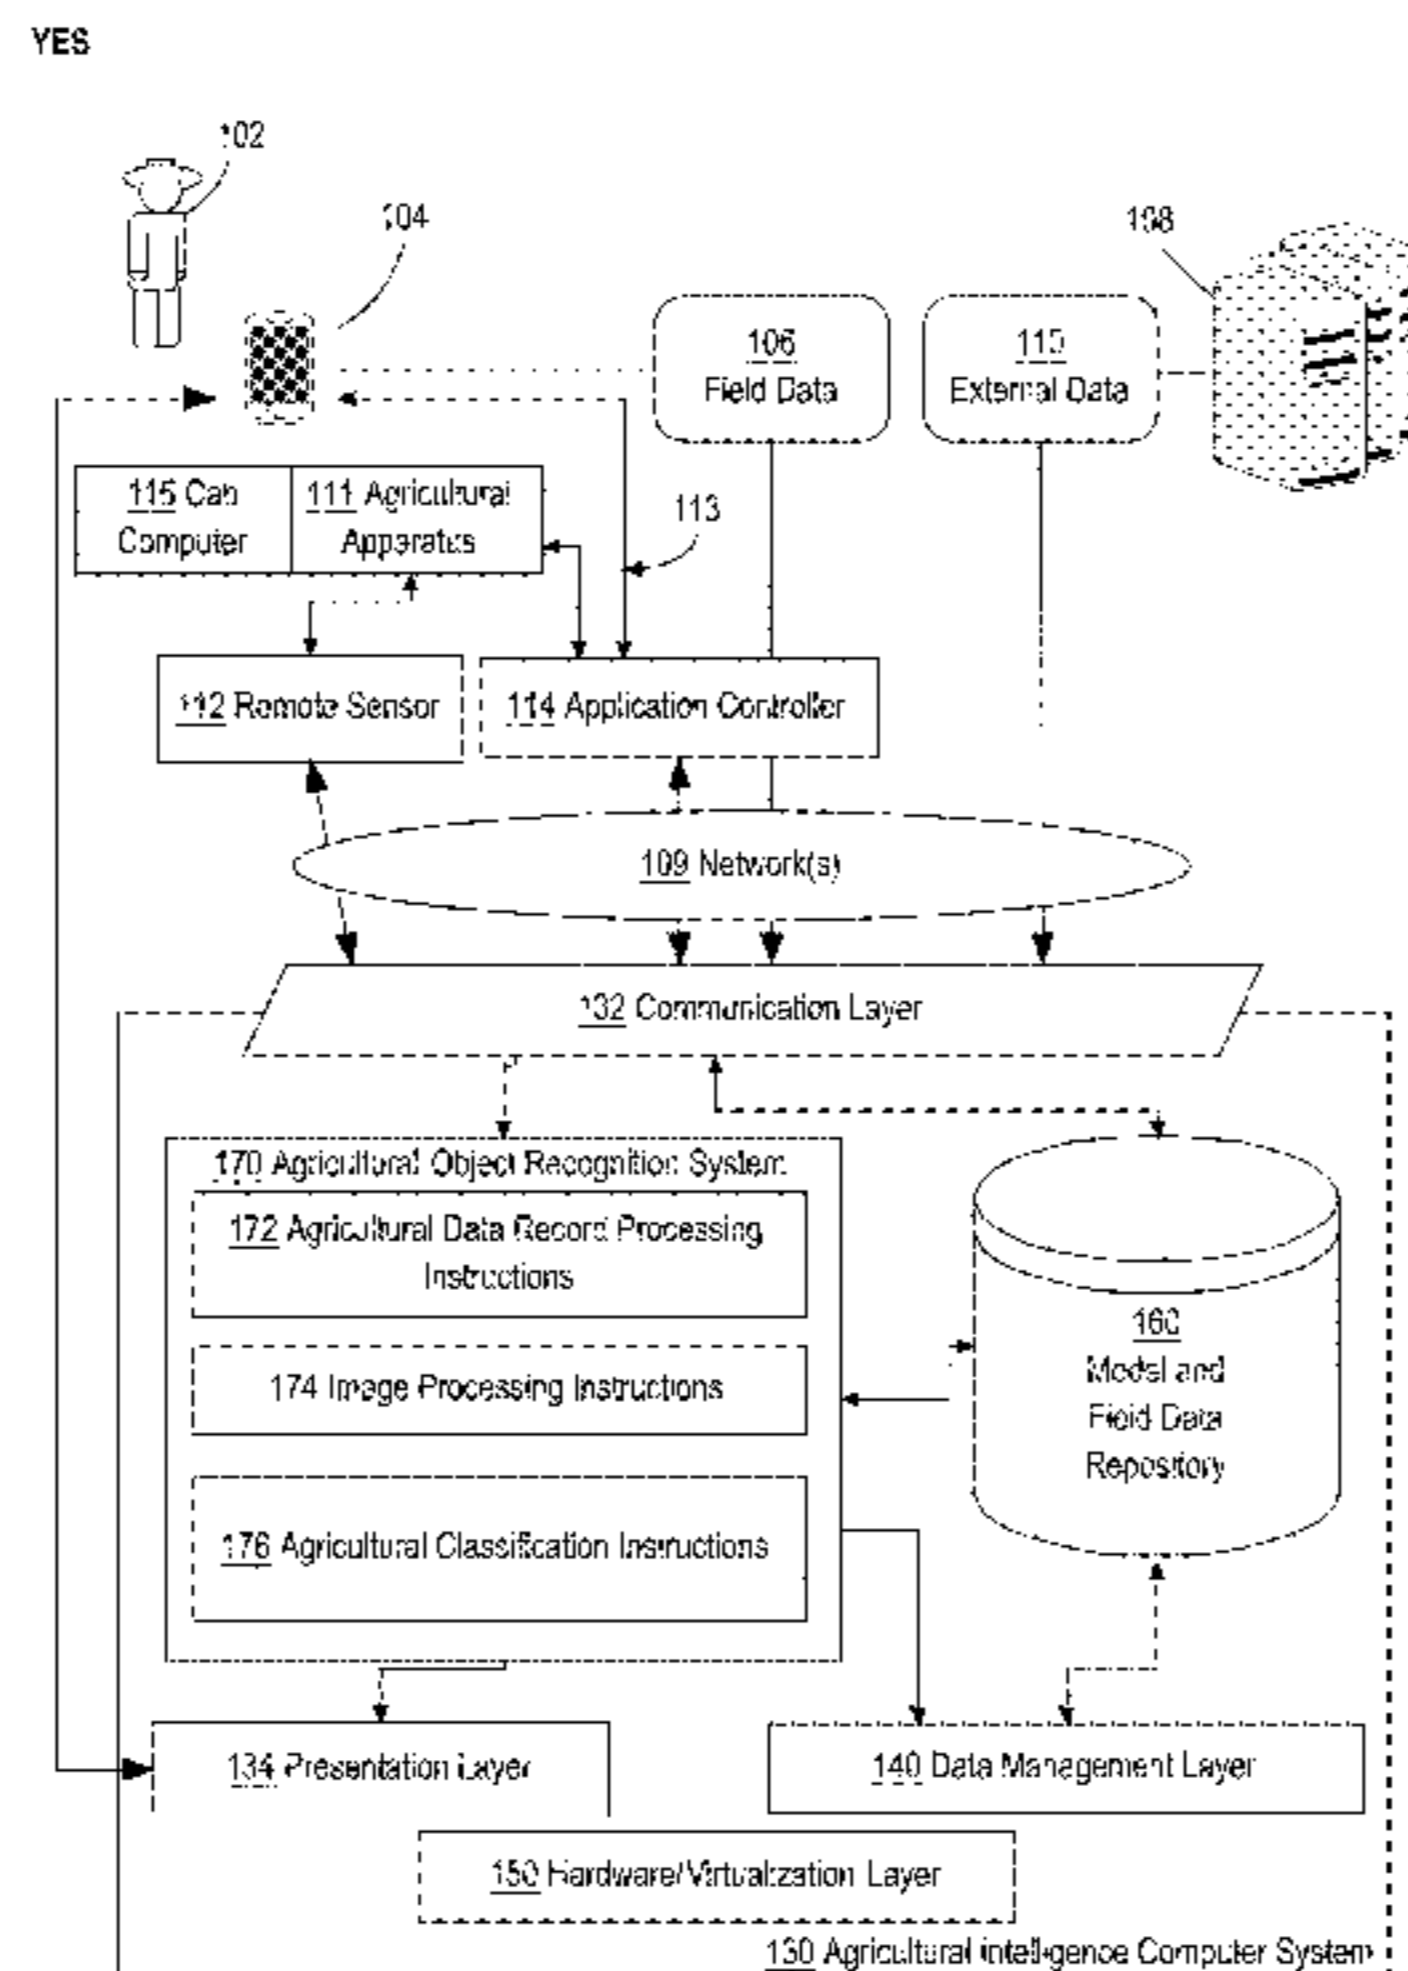 YES
102
104
108
106
Field Data
110
External Data
115 Cab
Computer
111 Agricultural
Apparatus
113
112 Remote Sensor
114 Application Controller
109 Network(s)
132 Communication Layer
170 Agricultural Object Recognition System
172 Agricultural Data Record Processing
Instructions
174 Image Processing Instructions
176 Agricultural Classification Instructions
160
Model and
Field Data
Repository
134 Presentation Layer
140 Data Management Layer
150 Hardware/Virtualization Layer
130 Agricultural Intelligence Computer System